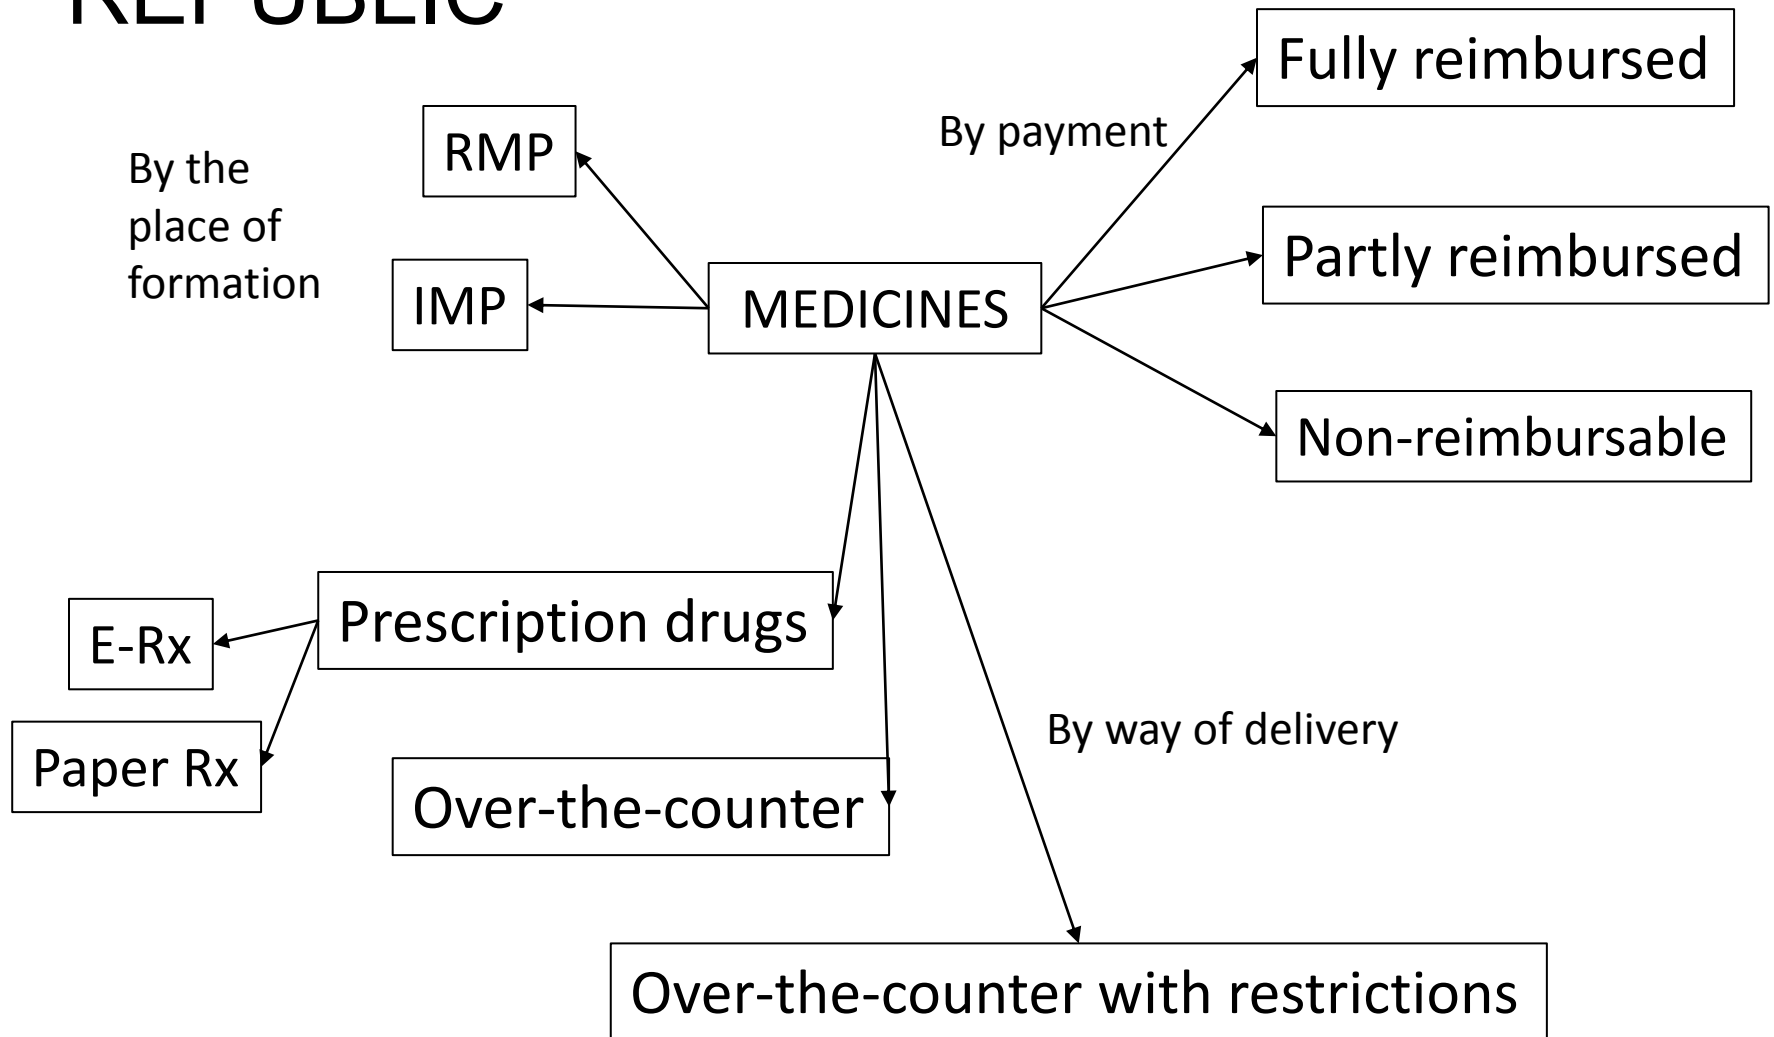 REPUBLIC
Fully reimbursed
By payment
RMP
By the
place of
formation
Partly reimbursed
IMP
MEDICINES
Non-reimbursable
Prescription drugs
E-Rx
Paper Rx
By way of delivery
Over-the-counter
Over-the-counter with restrictions